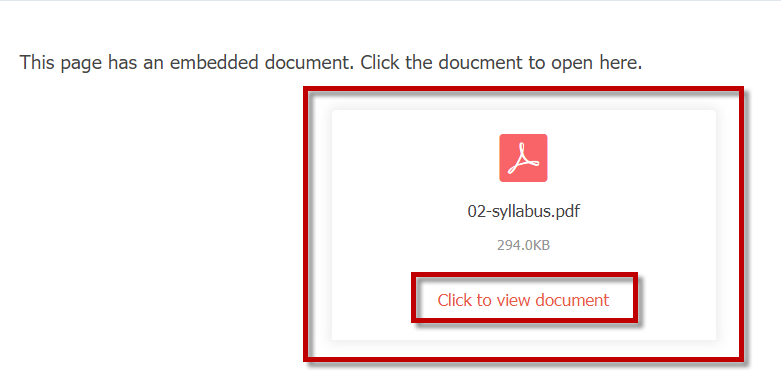 This page has an embedded document. Click the doucment to open here.
02-syllabus.pdf
294.0KB
Click to view document